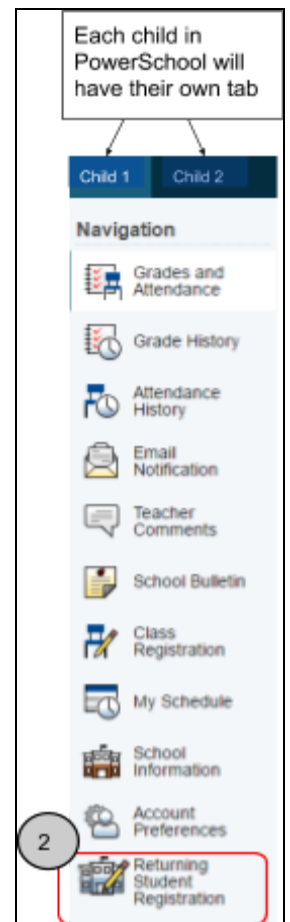 Each child in
PowerSchool will
have their own tab
Child 1 Child 2
Navigation
Grades and
Attendance
Grade History
Attendance
History
Email
Notification
Teacher
Comments
School Bulletin
Class
Registration
My Schedule
School
Information
Account
Preferences
2
Returning
Student
Registration